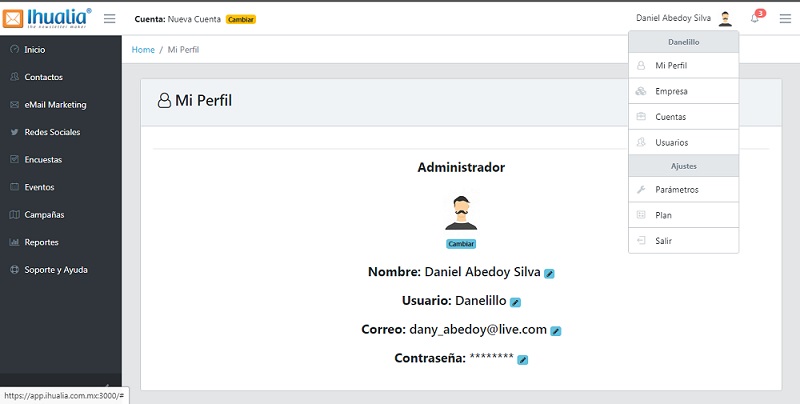 Ihualia®
the newsletter maker
Cuenta: Nueva Cuenta Cambiar
Daniel Abedoy Silva
3
Inicio
Contactos
eMail Marketing
Redes Sociales
Encuestas
Eventos
Campañas
Reportes
Soporte y Ayuda
Home / Mi Perfil
Mi Perfil
Administrador
Cambiar
Nombre: Daniel Abedoy Silva
Usuario: Danelillo
Correo: dany_abedoy@live.com
Contraseña: ********
Danelillo
Mi Perfil
Empresa
Cuentas
Usuarios
Ajustes
Parámetros
Plan
Salir
https://app.ihualia.com.mx:3000/#